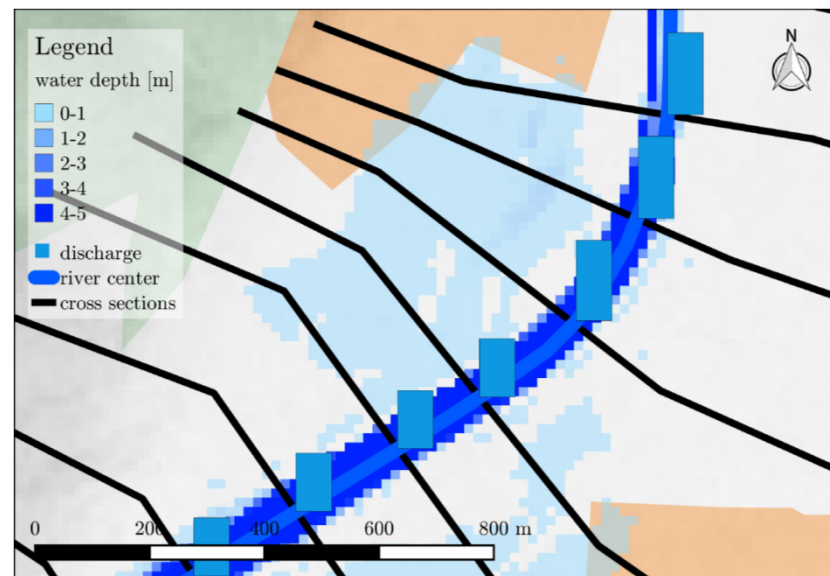 Legend
water depth [m]
0-1
1-2
2-3
3-4
4-5
discharge
river center
cross sections
N
0 200 400 600 800 m